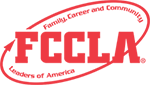 Family, Career and Community
FCCLA®
Leaders of America